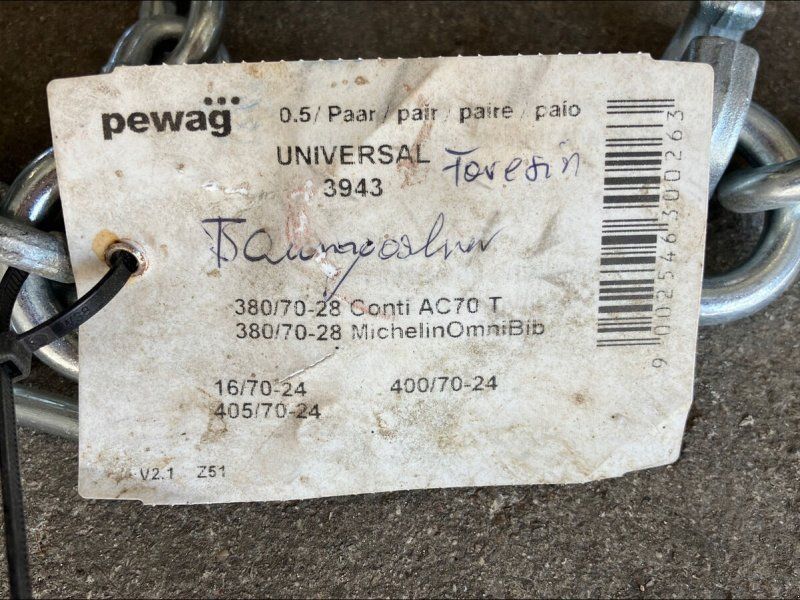 pewag
0.5/ Paar / pair / paire / paio
UNIVERSAL
3943
380/70-28 Conti AC70 T
380/70-28 MichelinOmniBib
16/70-24 400/70-24
405/70-24
V2.1 Z51
9002546300263